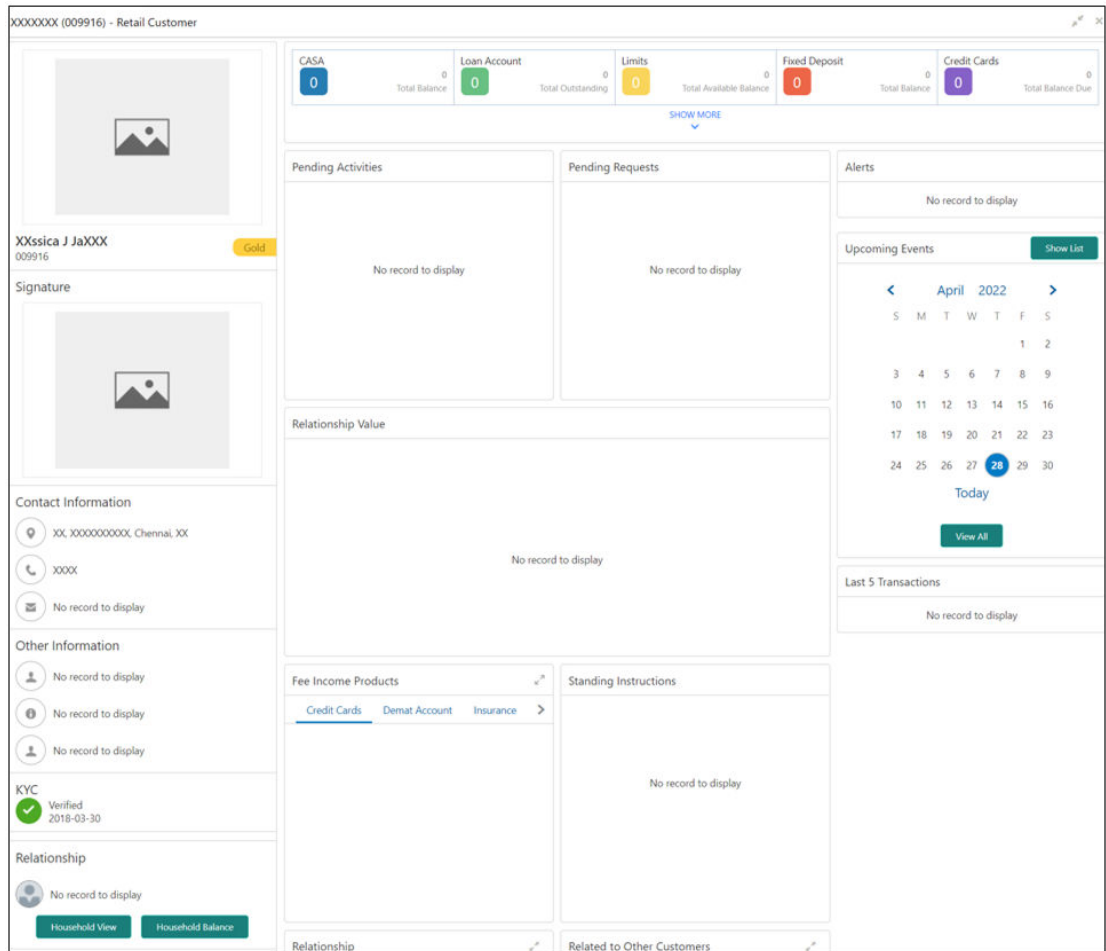 XXXXXXX (009916) - Retail Customer
XXssica J JaXXX
009916
Gold
Signature
Contact Information
XX, XXXXXXXXXX, Chennai, XX
XXXX
No record to display
Other Information
No record to display
No record to display
No record to display
KYC
Verified
2018-03-30
Relationship
No record to display
Household View Household Balance
CASA
0
0
Total Balance
Loan Account
0
0
Total Outstanding
Limits
0
0
Total Available Balance
Fixed Deposit
0
0
Total Balance
Credit Cards
0
0
Total Balance Due
SHOW MORE
Pending Activities
No record to display
Pending Requests
No record to display
Relationship Value
No record to display
Fee Income Products
Credit Cards Demat Account Insurance
Standing Instructions
No record to display
Relationship
Related to Other Customers
Alerts
No record to display
Upcoming Events
Show List
April 2022
S M T W T F S
1 2
3 4 5 6 7 8 9
10 11 12 13 14 15 16
17 18 19 20 21 22 23
24 25 26 27 28 29 30
Today
View All
Last 5 Transactions
No record to display